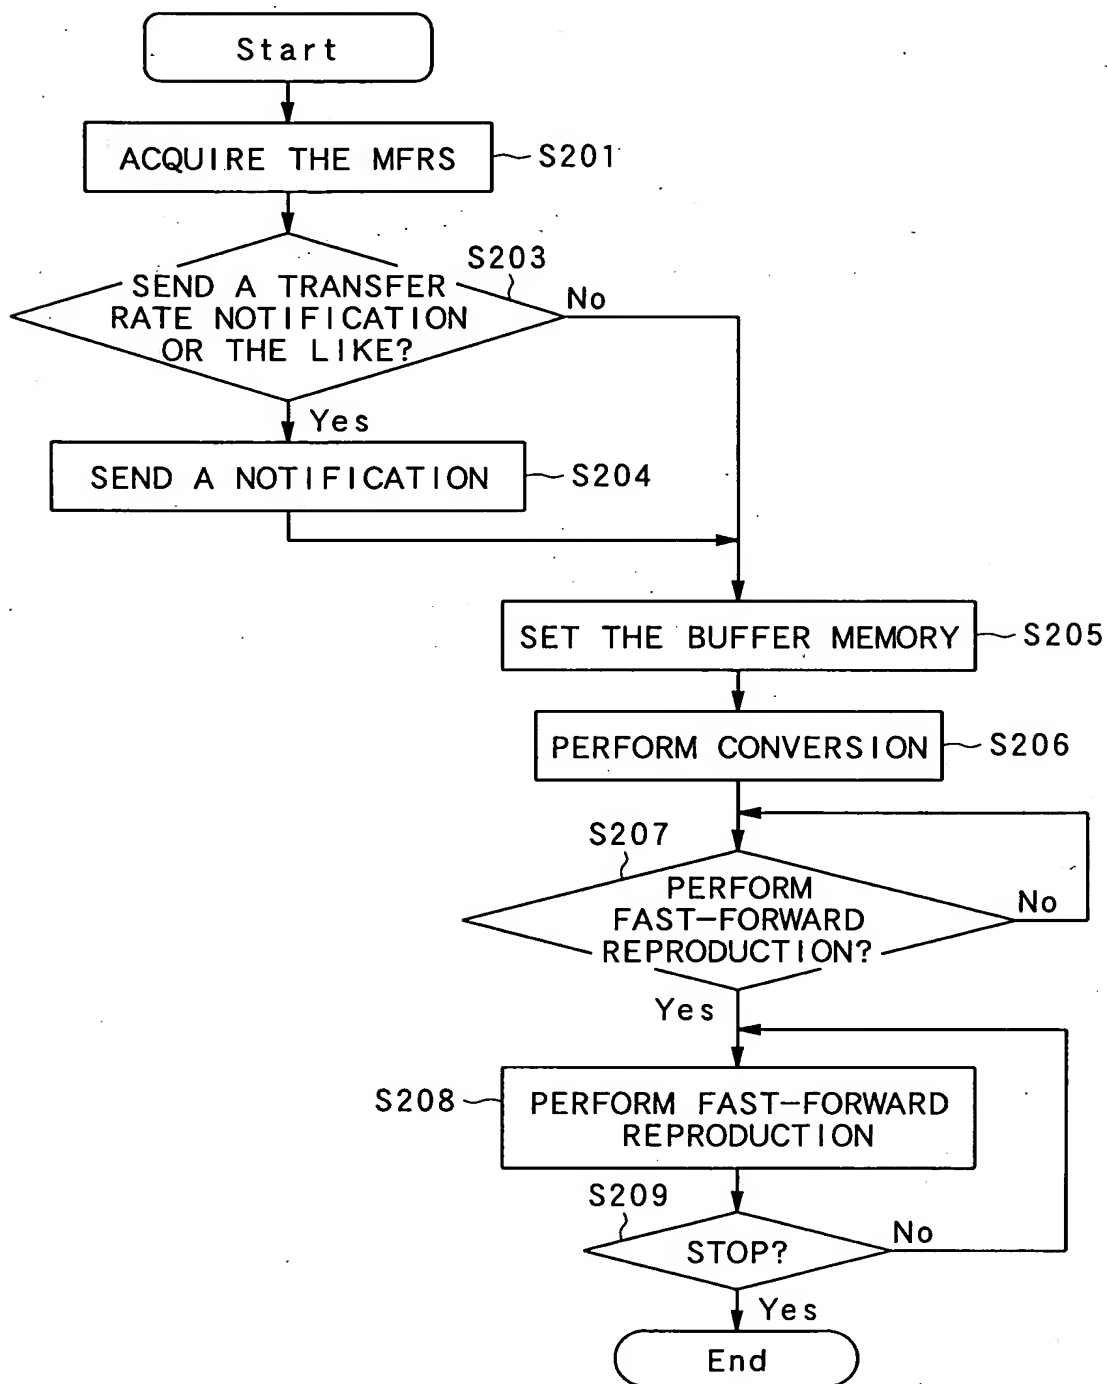 Start
ACQUIRE THE MFRS
S201
S203
SEND A TRANSFER
RATE NOTIFICATION
OR THE LIKE?
No
Yes
SEND A NOTIFICATION
S204
SET THE BUFFER MEMORY
S205
PERFORM CONVERSION
S206
S207
PERFORM
FAST-FORWARD
REPRODUCTION?
No
Yes
S208
PERFORM FAST-FORWARD
REPRODUCTION
S209
STOP?
No
Yes
End